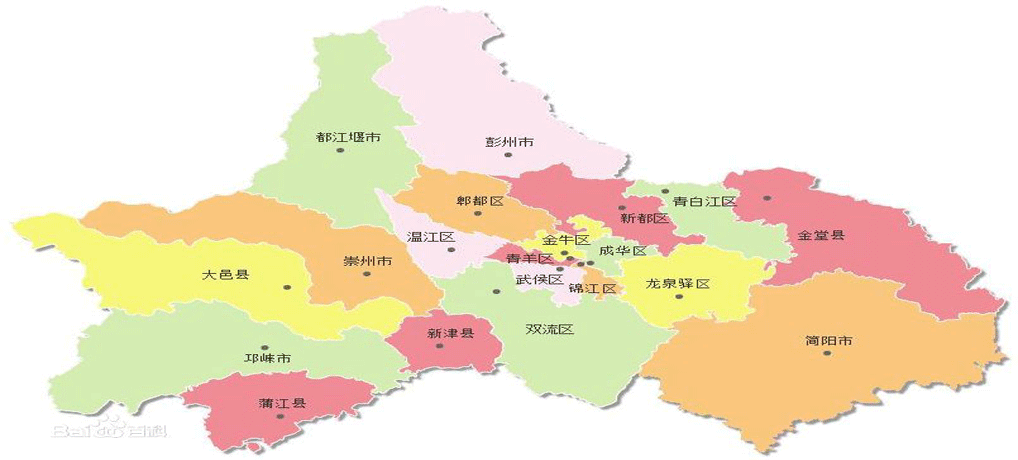 都江堰市
彭州市
郫都区
青白江区
新都区
金堂县
温江区
金牛区
成华区
崇州市
青羊区
大邑县
武侯区
锦江区
龙泉驿区
双流区
新津县
简阳市
邛崃市
蒲江县
Bai百科